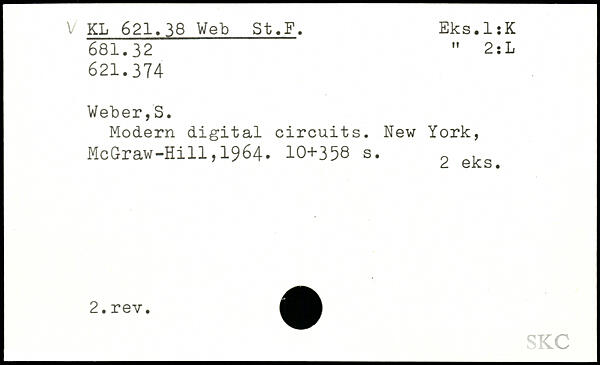 V KL 621.38 Web St.F. Eks.1:K
681.32 " 2:L
621.374
Weber,S.
Modern digital circuits. New York,
McGraw-Hill,1964. 10+358 s. 2 eks.
2.rev.
SKC